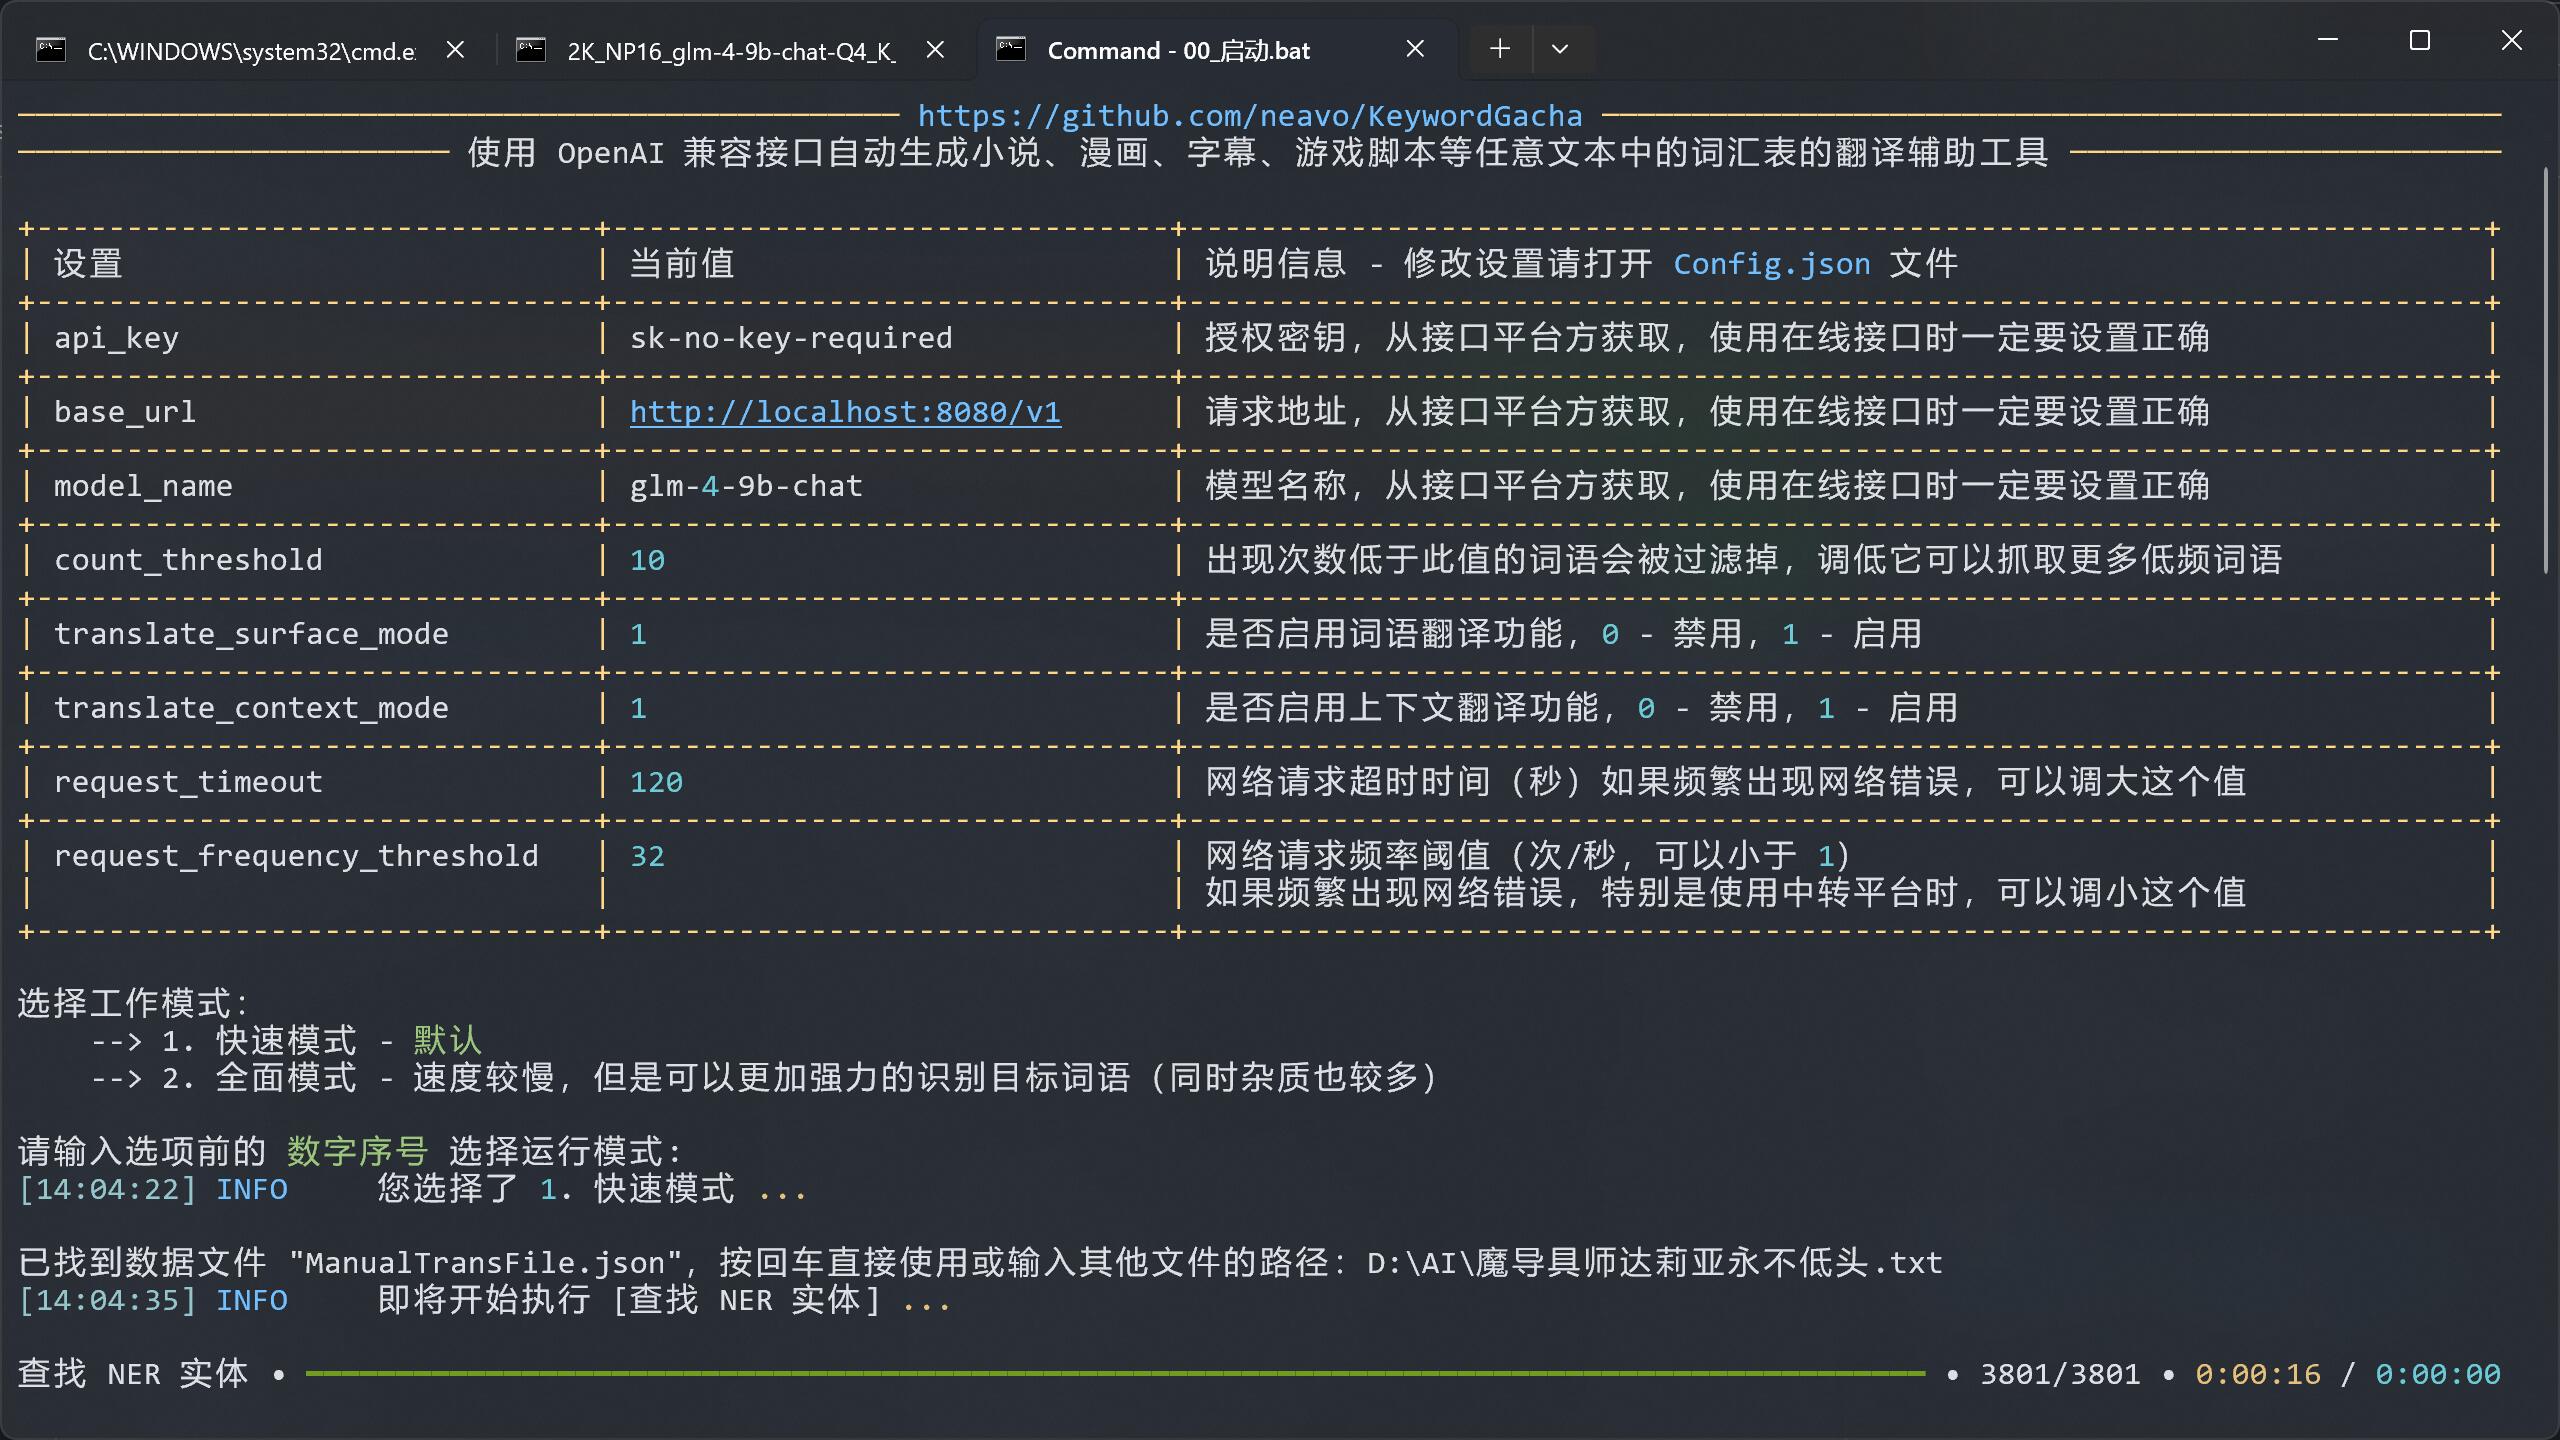 C:\WINDOWS\system32\cmd.e
2K_NP16_glm-4-9b-chat-Q4_K_
Command - 00_启动.bat
https://github.com/neavo/KeywordGacha
使用 OpenAI 兼容接口自动生成小说、漫画、字幕、游戏脚本等任意文本中的词汇表的翻译辅助工具
设置 | 当前值 | 说明信息 - 修改设置请打开 Config.json 文件
api_key | sk-no-key-required | 授权密钥，从接口平台方获取，使用在线接口时一定要设置正确
base_url | http://localhost:8080/v1 | 请求地址，从接口平台方获取，使用在线接口时一定要设置正确
model_name | glm-4-9b-chat | 模型名称，从接口平台方获取，使用在线接口时一定要设置正确
count_threshold | 10 | 出现次数低于此值的词语会被过滤掉，调低它可以抓取更多低频词语
translate_surface_mode | 1 | 是否启用词语翻译功能，0 - 禁用，1 - 启用
translate_context_mode | 1 | 是否启用上下文翻译功能，0 - 禁用，1 - 启用
request_timeout | 120 | 网络请求超时时间（秒）如果频繁出现网络错误，可以调大这个值
request_frequency_threshold | 32 | 网络请求频率阈值（次/秒，可以小于 1）
如果频繁出现网络错误，特别是使用中转平台时，可以调小这个值
选择工作模式：
--> 1. 快速模式 - 默认
--> 2. 全面模式 - 速度较慢，但是可以更加强力的识别目标词语（同时杂质也较多）
请输入选项前的 数字序号 选择运行模式：
[14:04:22] INFO 您选择了 1. 快速模式 ...
已找到数据文件 "ManualTransFile.json"，按回车直接使用或输入其他文件的路径：D:\AI\魔导具师达莉亚永不低头.txt
[14:04:35] INFO 即将开始执行 [查找 NER 实体] ...
查找 NER 实体 • • 3801/3801 • 0:00:16 / 0:00:00